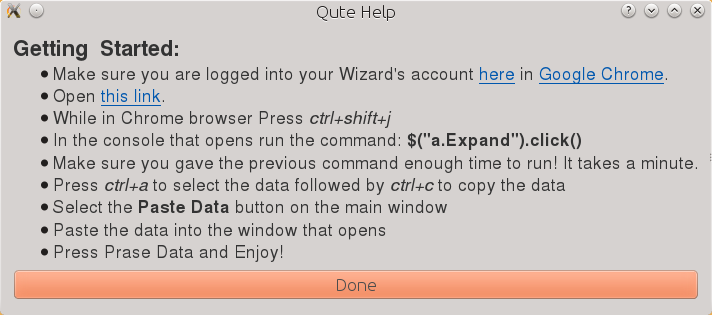 Qute Help
Getting Started:
Make sure you are logged into your Wizard's account here in Google Chrome.
Open this link.
While in Chrome browser Press ctrl+shift+j
In the console that opens run the command: $("a.Expand").click()
Make sure you gave the previous command enough time to run! It takes a minute.
Press ctrl+a to select the data followed by ctrl+c to copy the data
Select the Paste Data button on the main window
Paste the data into the window that opens
Press Prase Data and Enjoy!
Done